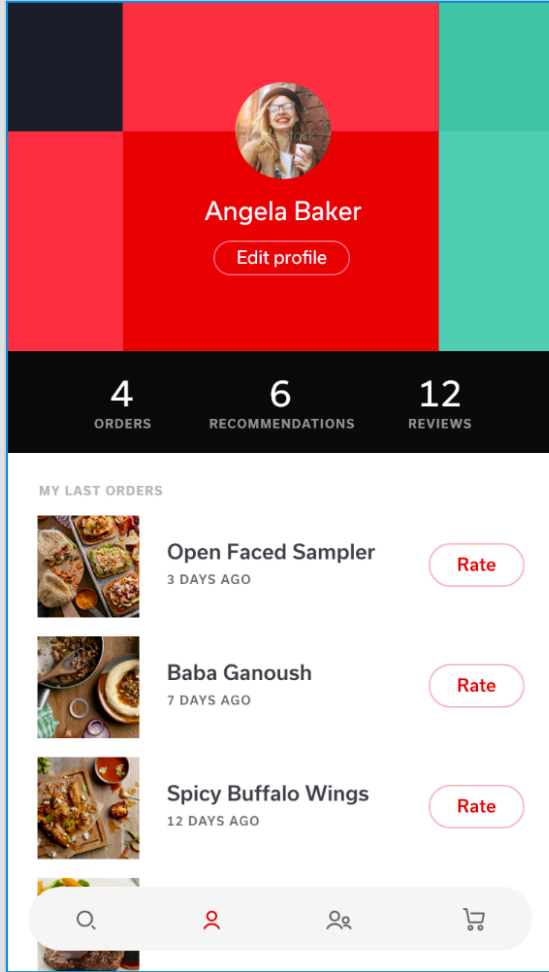 Angela Baker
Edit profile
4
ORDERS
6
RECOMMENDATIONS
12
REVIEWS
MY LAST ORDERS
Open Faced Sampler
3 DAYS AGO
Rate
Baba Ganoush
7 DAYS AGO
Rate
Spicy Buffalo Wings
12 DAYS AGO
Rate